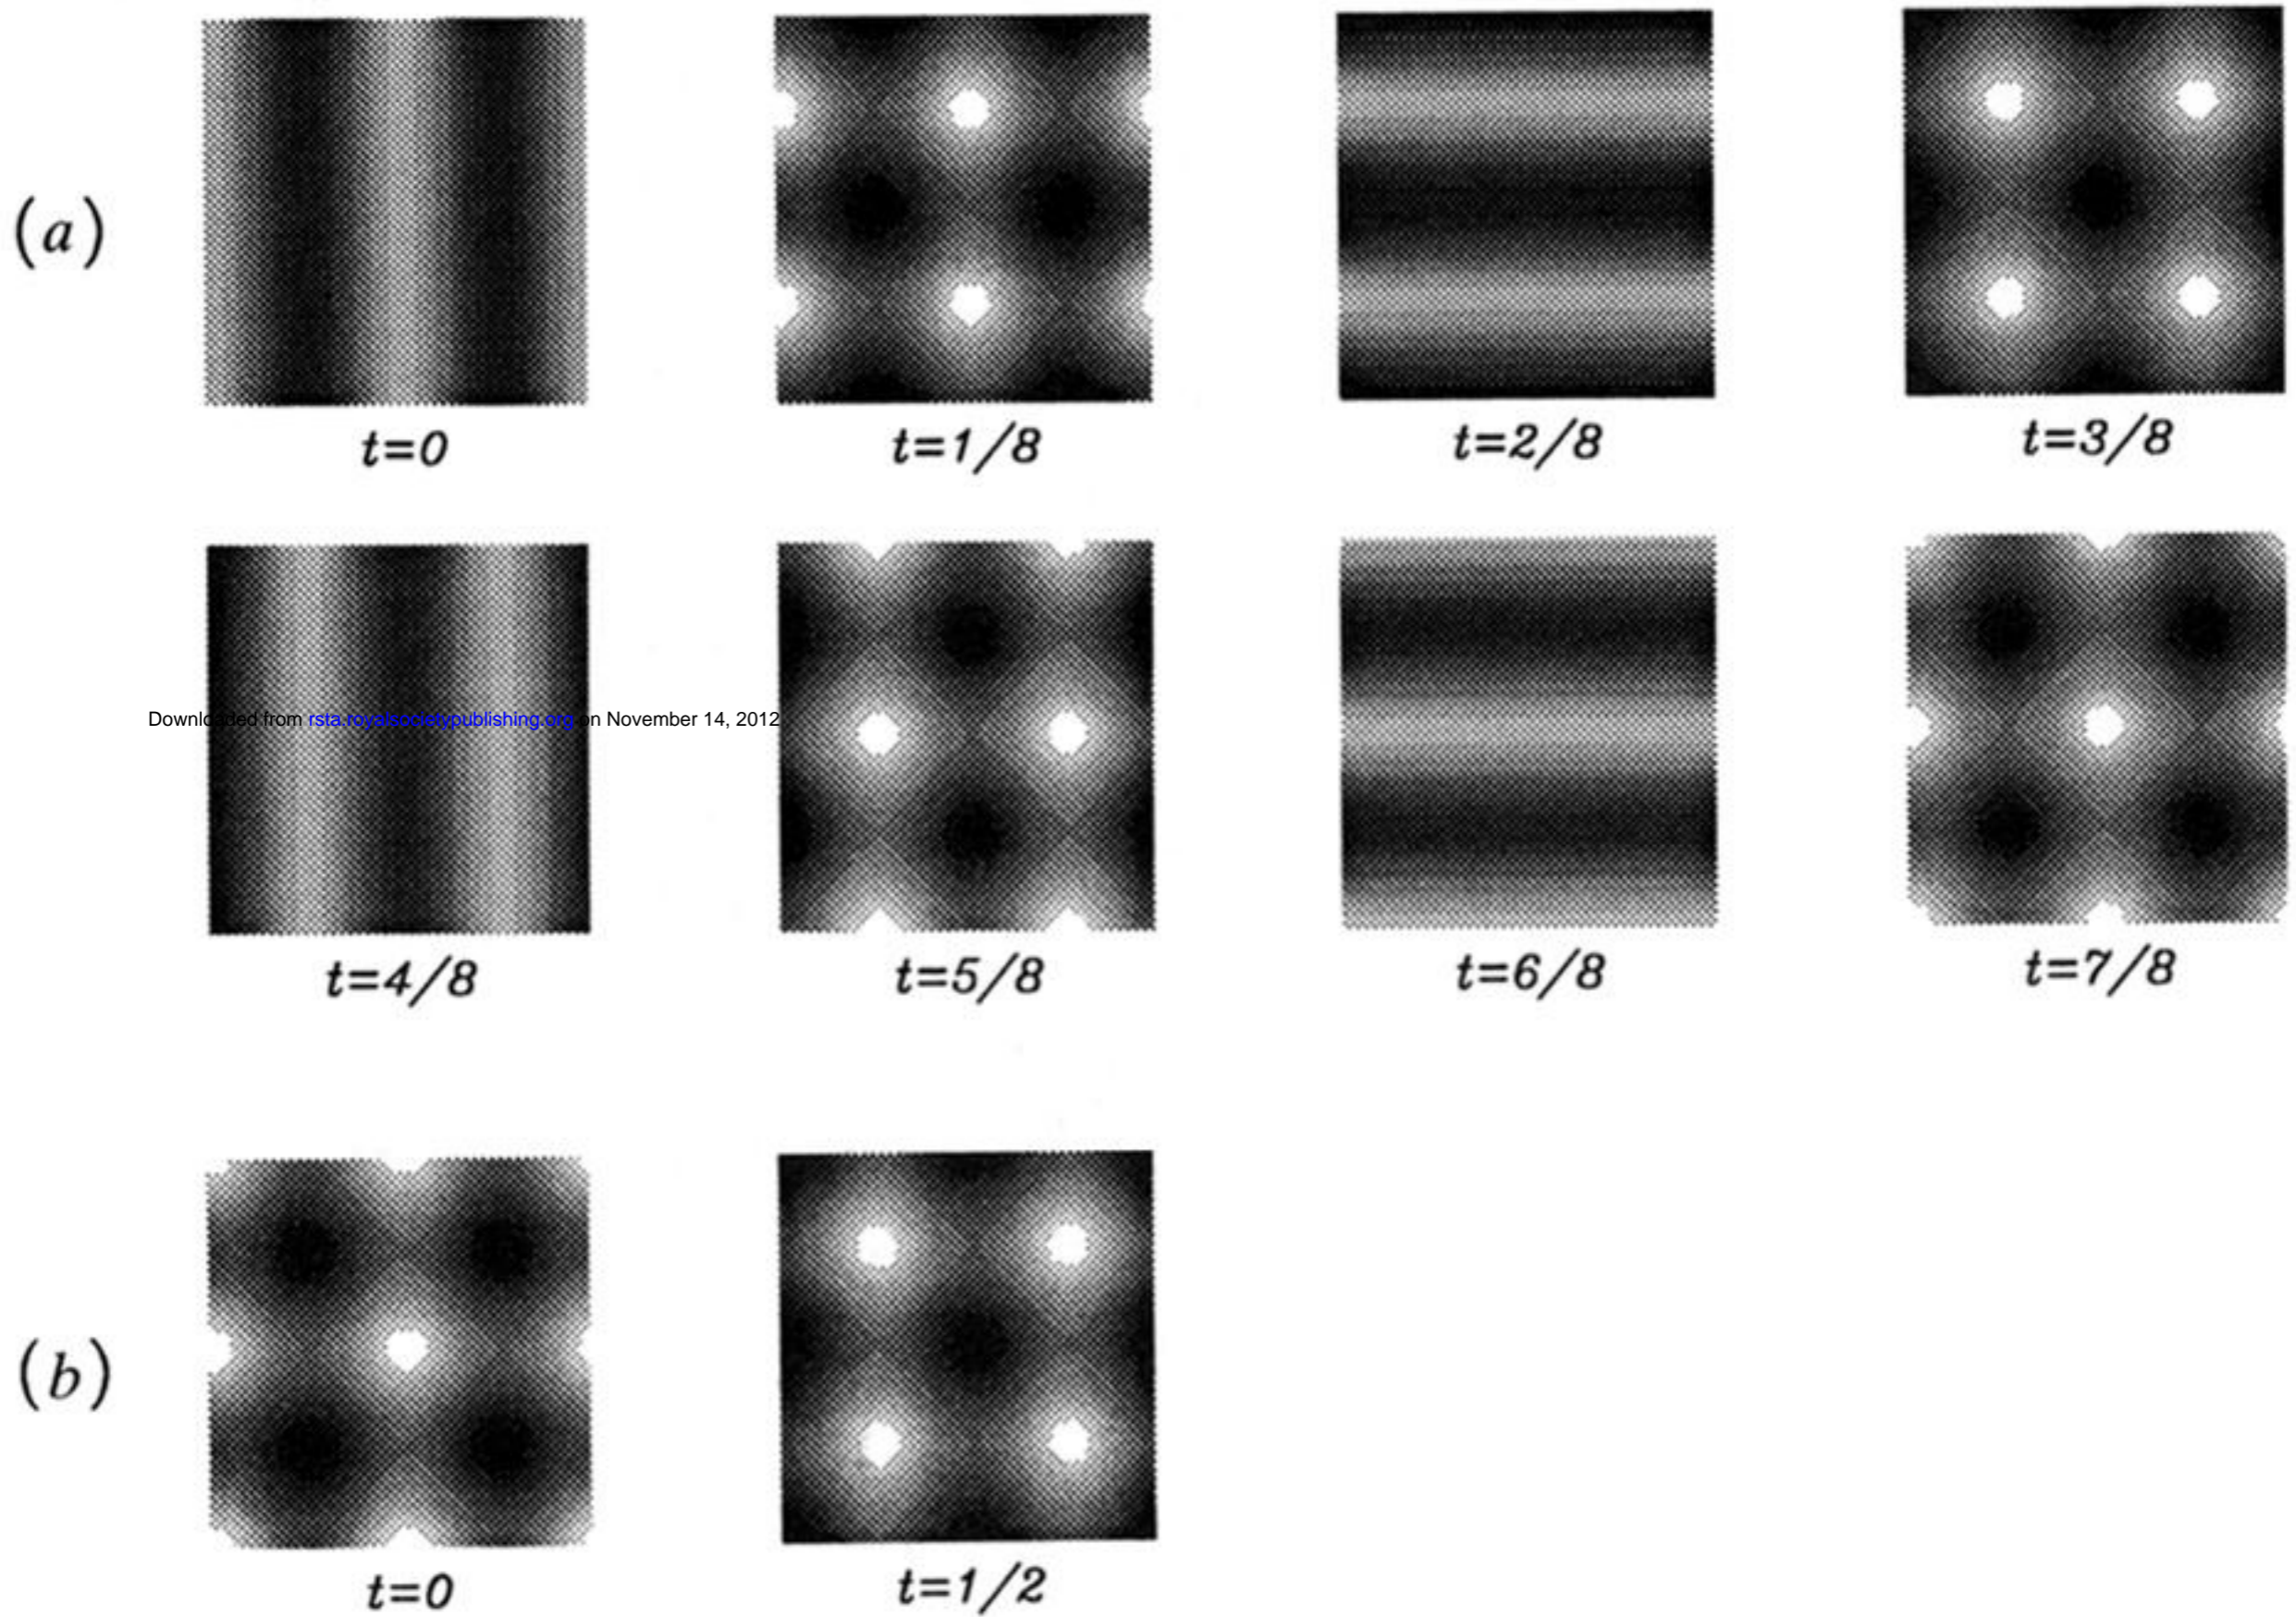 (a)
t=0
t=1/8
t=2/8
t=3/8
Downloaded from rsta.royalsocietypublishing.org on November 14, 2012
t=4/8
t=5/8
t=6/8
t=7/8
(b)
t=0
t=1/2